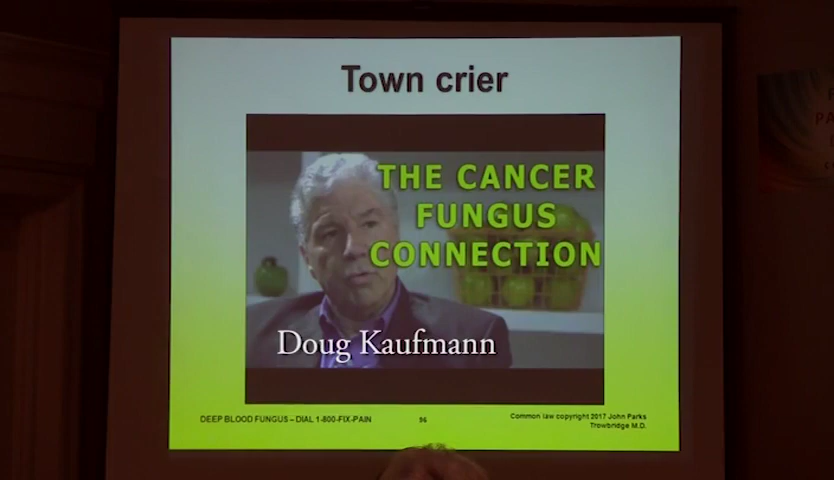 Town crier
THE CANCER
FUNGUS
CONNECTION
Doug Kaufmann
DEEP BLOOD FUNGUS – DIAL 1-800-FIX-PAIN
96
Common law copyright 2017 John Parks
Trowbridge M.D.